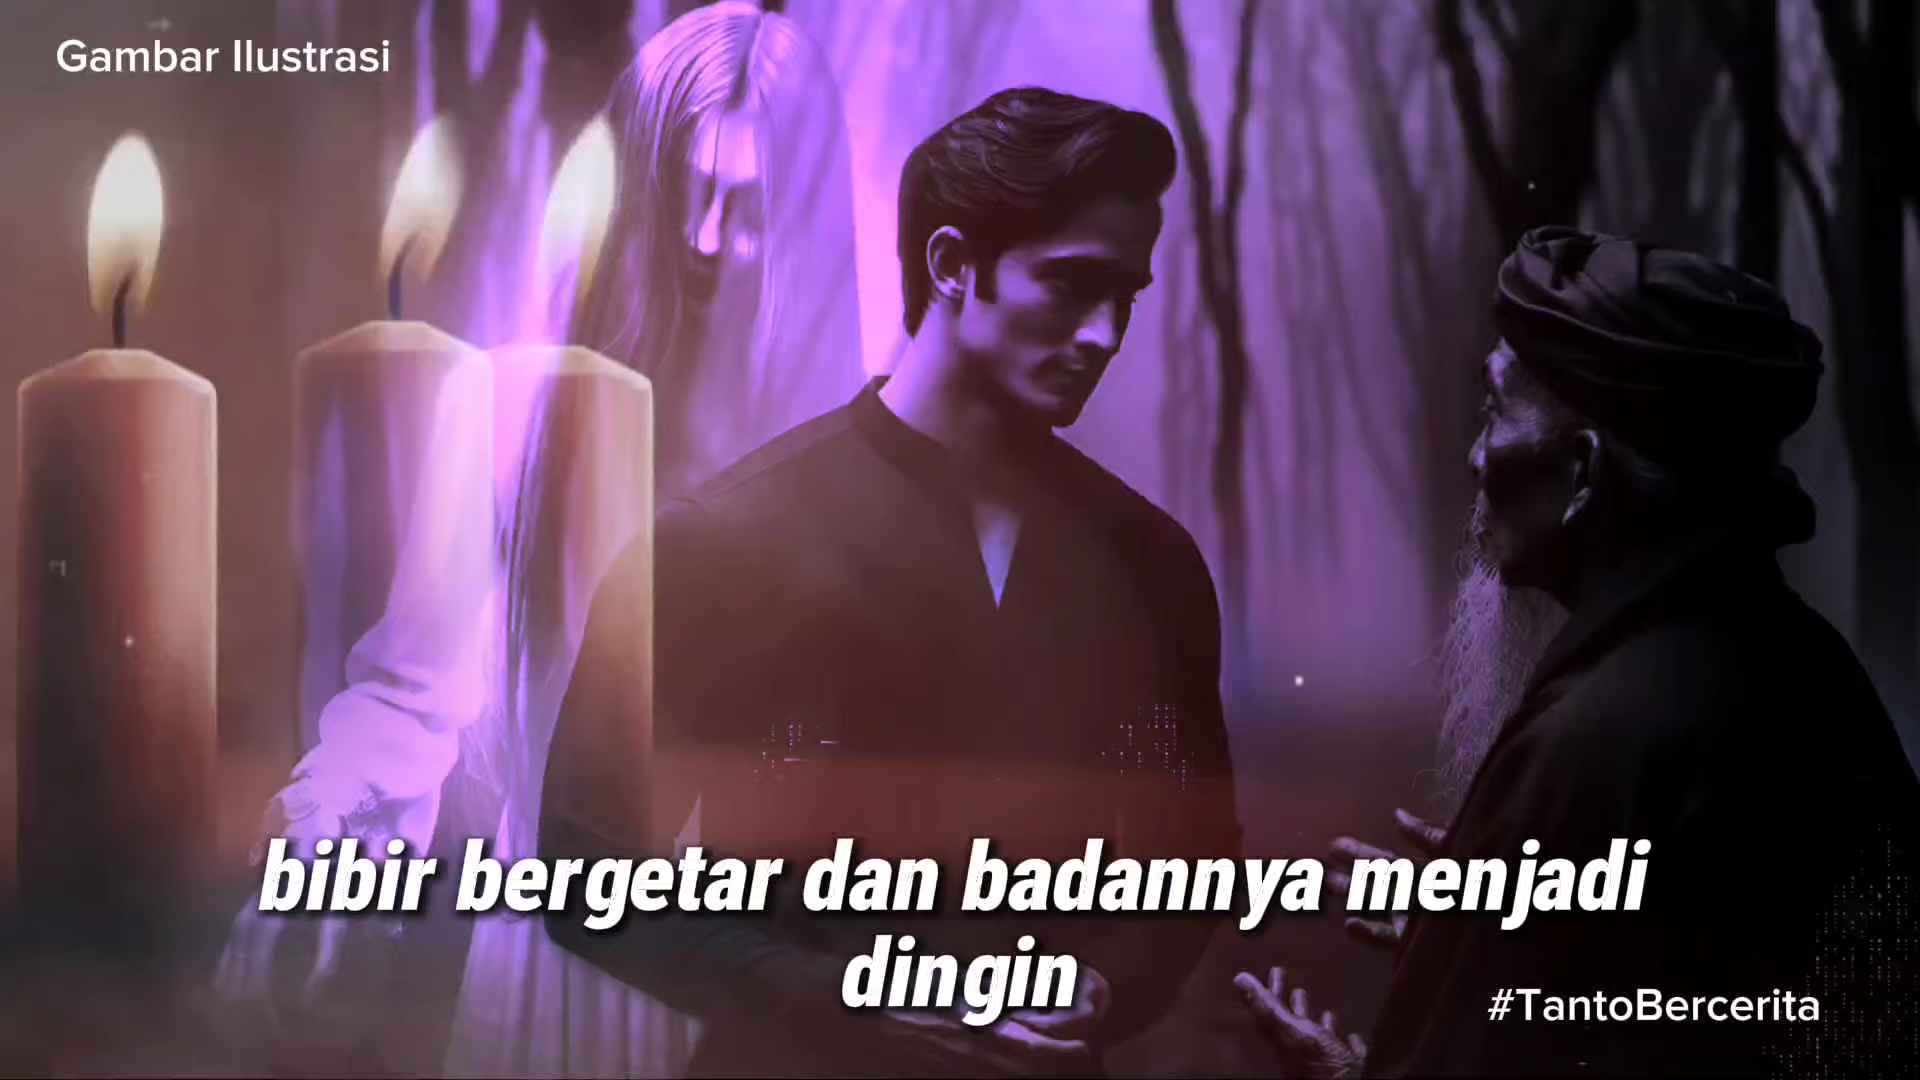 Gambar Ilustrasi
bibir bergetar dan badannya menjadi
dingin
#TantoBercerita